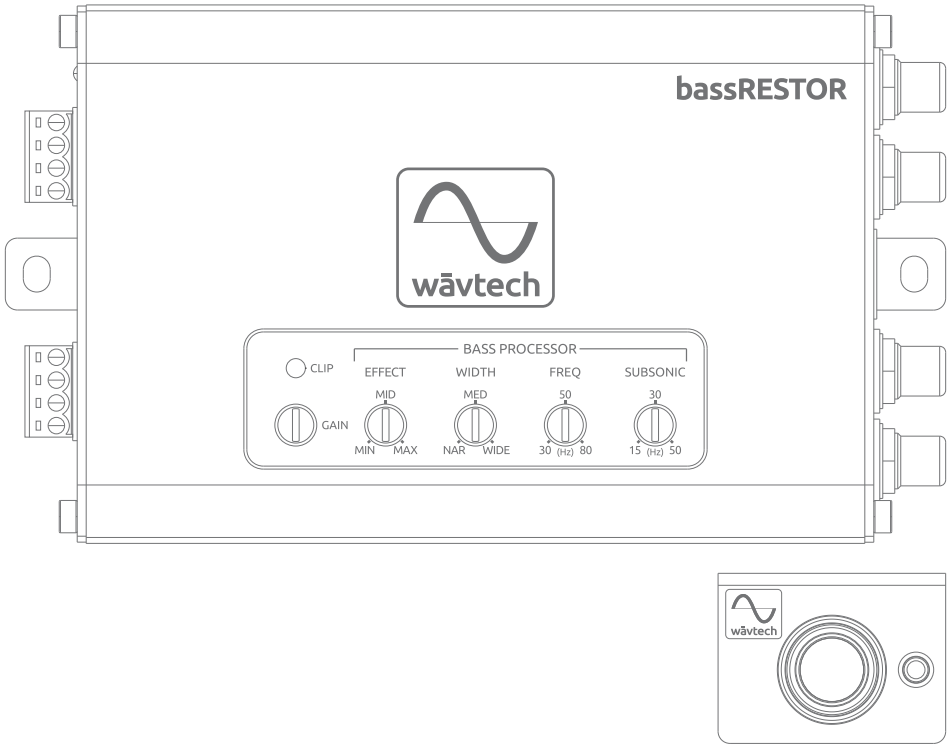 bassRESTOR
wāvtech
BASS PROCESSOR
CLIP
EFFECT WIDTH FREQ SUBSONIC
MID MED 50 30
GAIN
MIN MAX NAR WIDE 30 (Hz) 80 15 (Hz) 50
wāvtech